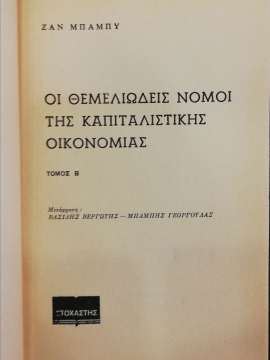 ΖΑΝ ΜΠΑΜΠΥ
ΟΙ ΘΕΜΕΛΙΩΔΕΙΣ ΝΟΜΟΙ
ΤΗΣ ΚΑΠΙΤΑΛΙΣΤΙΚΗΣ
ΟΙΚΟΝΟΜΙΑΣ
ΤΟΜΟΣ Β
Μετάφραση:
ΒΑΣΙΛΗΣ ΒΕΡΓΩΤΗΣ — ΜΠΑΜΠΗΣ ΓΕΩΡΓΟΥΛΑΣ
ΣΤΟΧΑΣΤΗΣ